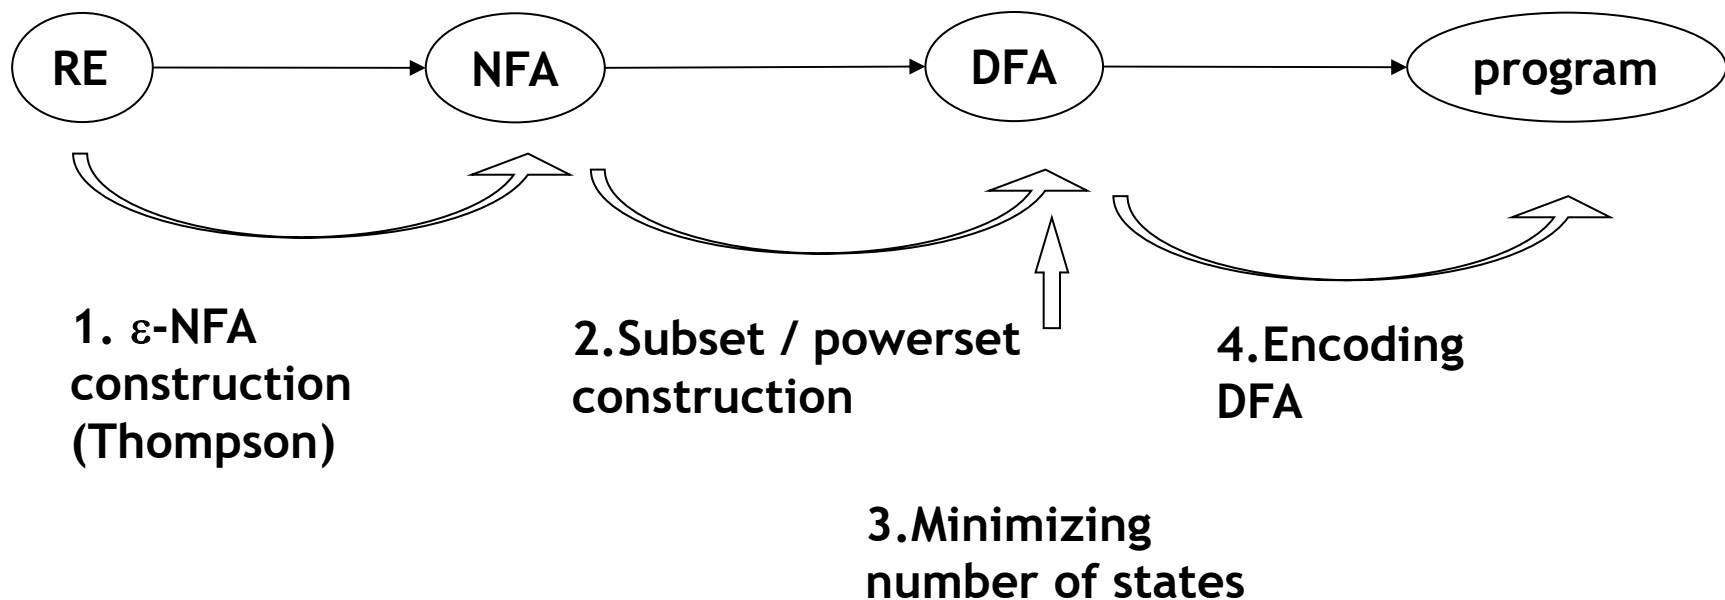 RE
NFA
DFA
program
1. ε-NFA
construction
(Thompson)
2.Subset / powerset
construction
4.Encoding
DFA
3.Minimizing
number of states